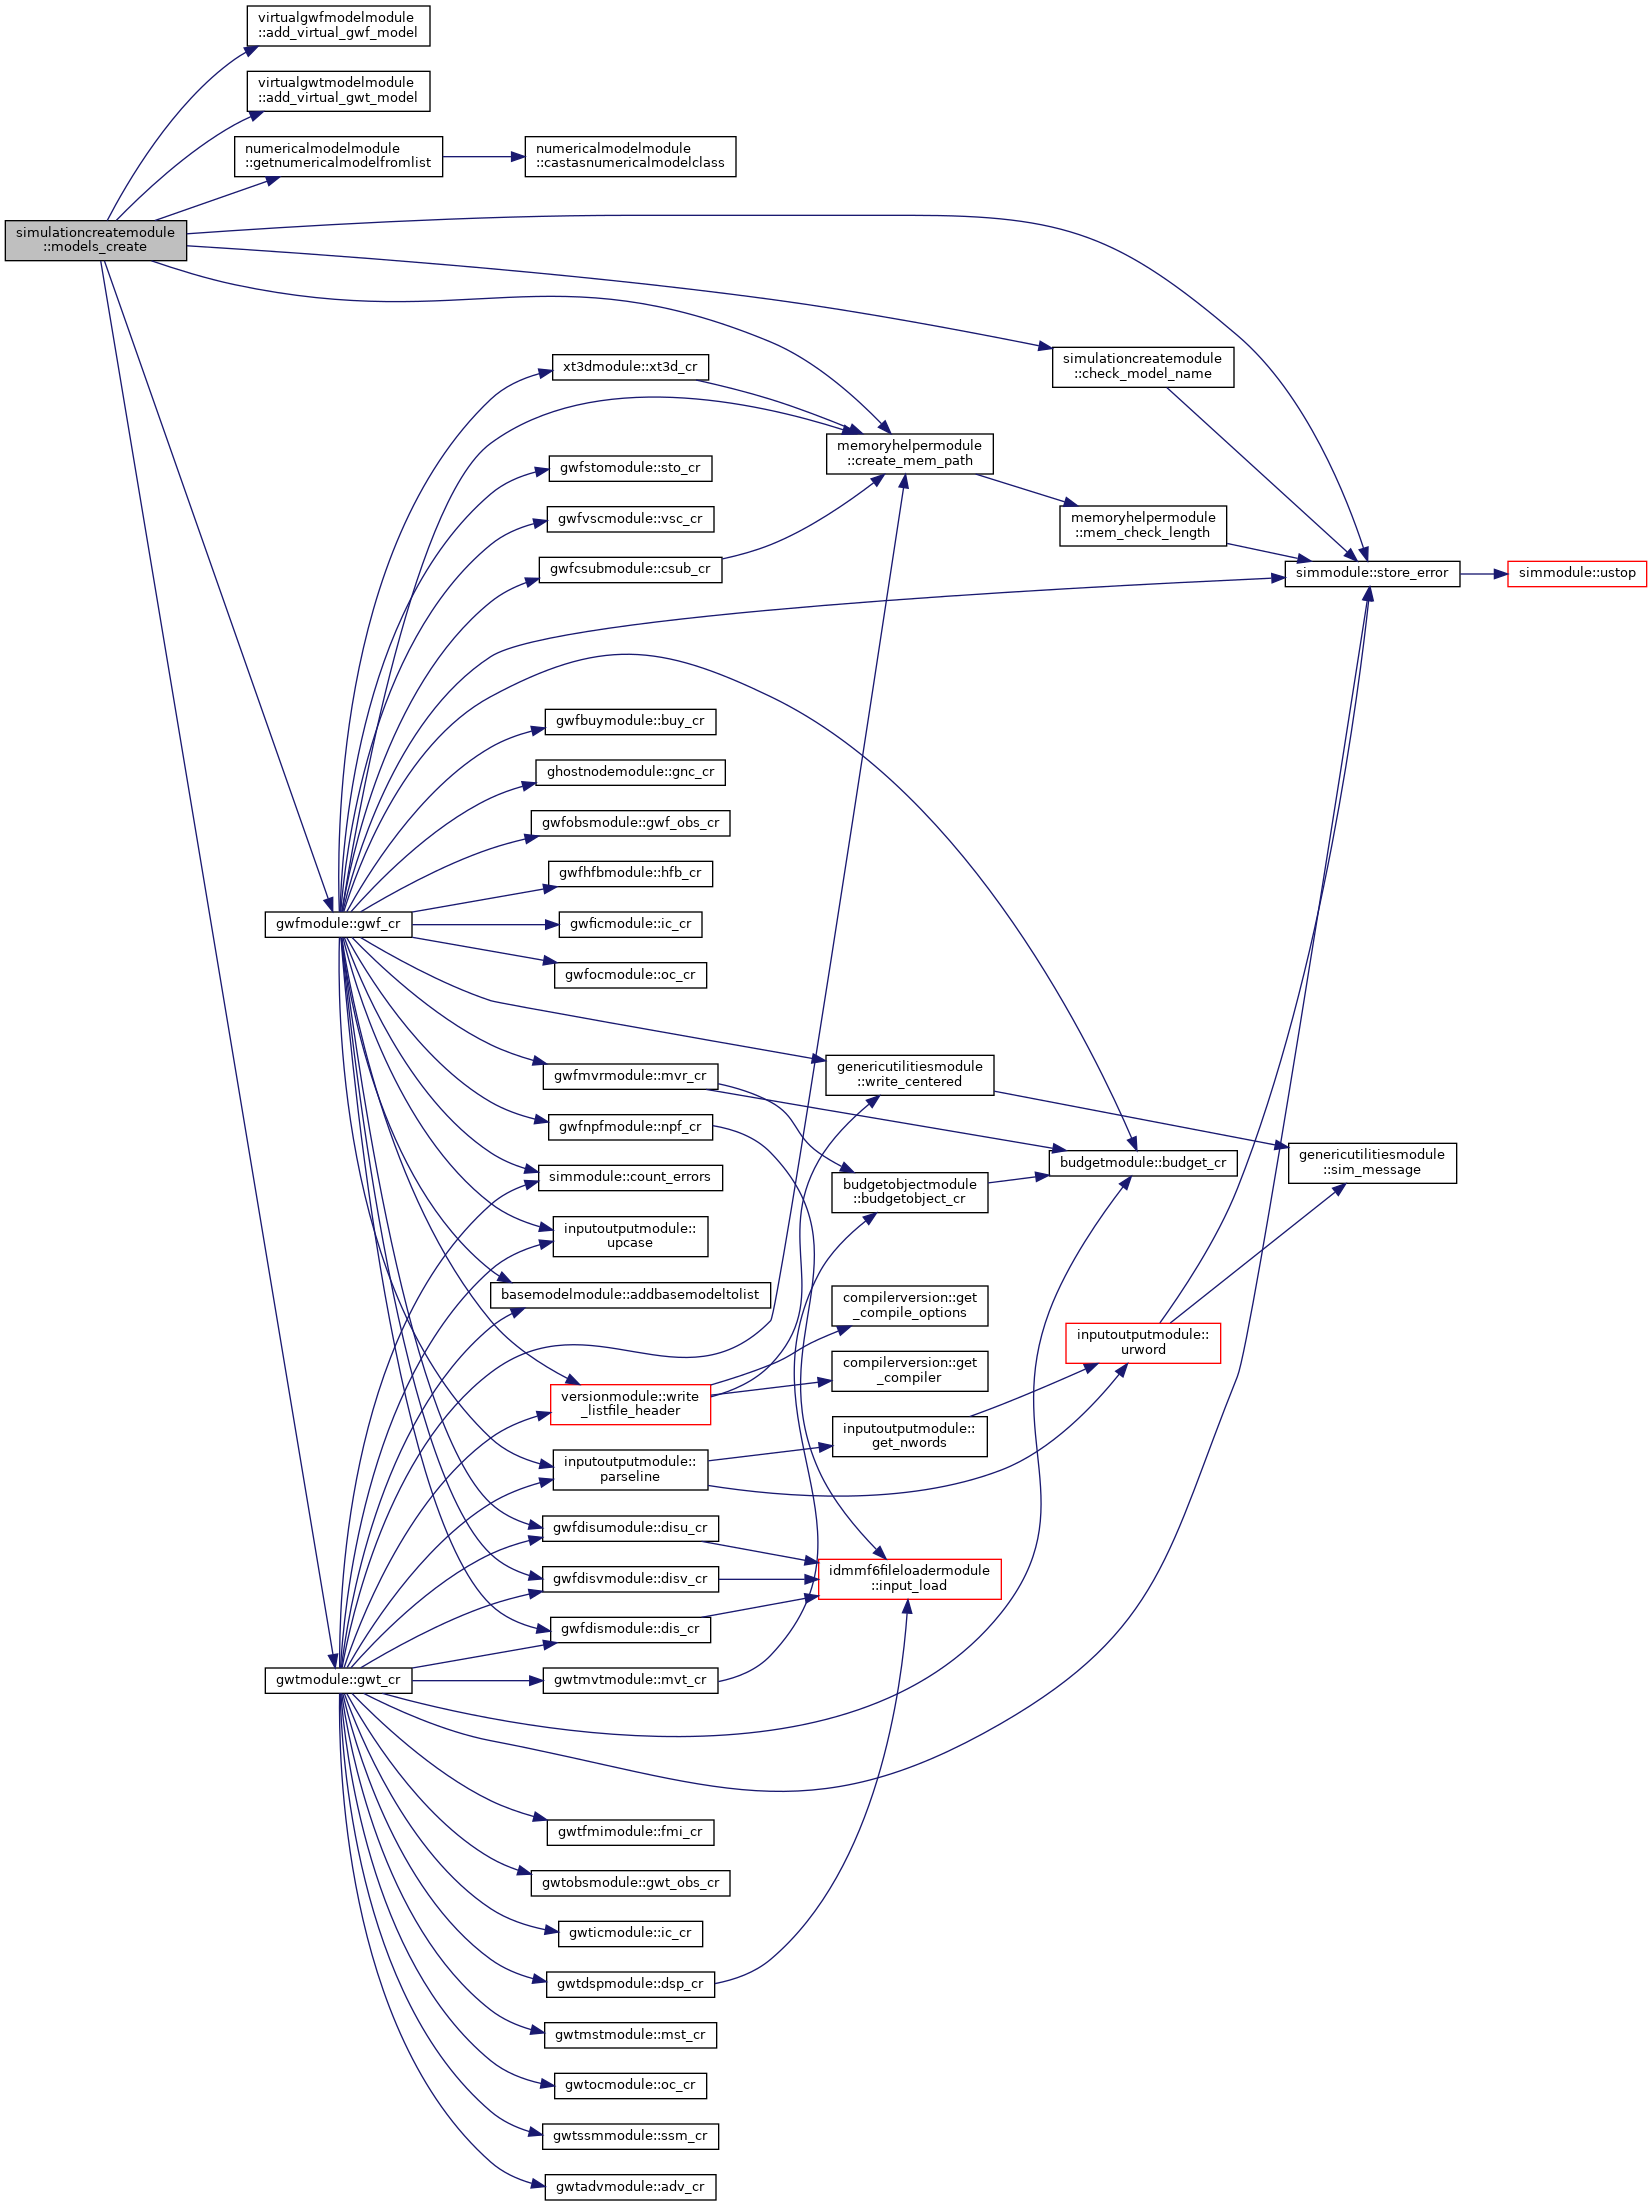 virtualgwfmodelmodule
::add_virtual_gwf_model
virtualgwtmodelmodule
::add_virtual_gwt_model
numericalmodelmodule
::getnumericalmodelfromlist
numericalmodelmodule
::castasnumericalmodelclass
simulationcreatemodule
::models_create
simulationcreatemodule
::check_model_name
xt3dmodule::xt3d_cr
memoryhelpermodule
::create_mem_path
gwfstomodule::sto_cr
gwfvscmodule::vsc_cr
memoryhelpermodule
::mem_check_length
gwfcsubmodule::csub_cr
simmodule::store_error
simmodule::ustop
gwfbuymodule::buy_cr
ghostnodemodule::gnc_cr
gwfobsmodule::gwf_obs_cr
gwfhfbmodule::hfb_cr
gwfmodule::gwf_cr
gwficmodule::ic_cr
gwfocmodule::oc_cr
genericutilitiesmodule
::write_centered
gwfmvrmodule::mvr_cr
gwfnpfmodule::npf_cr
budgetmodule::budget_cr
genericutilitiesmodule
::sim_message
simmodule::count_errors
budgetobjectmodule
::budgetobject_cr
inputoutputmodule::
upcase
basemodelmodule::addbasemodeltolist
compilerversion::get
_compile_options
inputoutputmodule::
urword
compilerversion::get
_compiler
versionmodule::write
_listfile_header
inputoutputmodule::
get_nwords
inputoutputmodule::
parseline
gwfdisumodule::disu_cr
gwfdisvmodule::disv_cr
idmmf6fileloadermodule
::input_load
gwfdismodule::dis_cr
gwtmodule::gwt_cr
gwtmvtmodule::mvt_cr
gwtfmimodule::fmi_cr
gwtobsmodule::gwt_obs_cr
gwticmodule::ic_cr
gwtdspmodule::dsp_cr
gwtmstmodule::mst_cr
gwtocmodule::oc_cr
gwtssmmodule::ssm_cr
gwtadvmodule::adv_cr